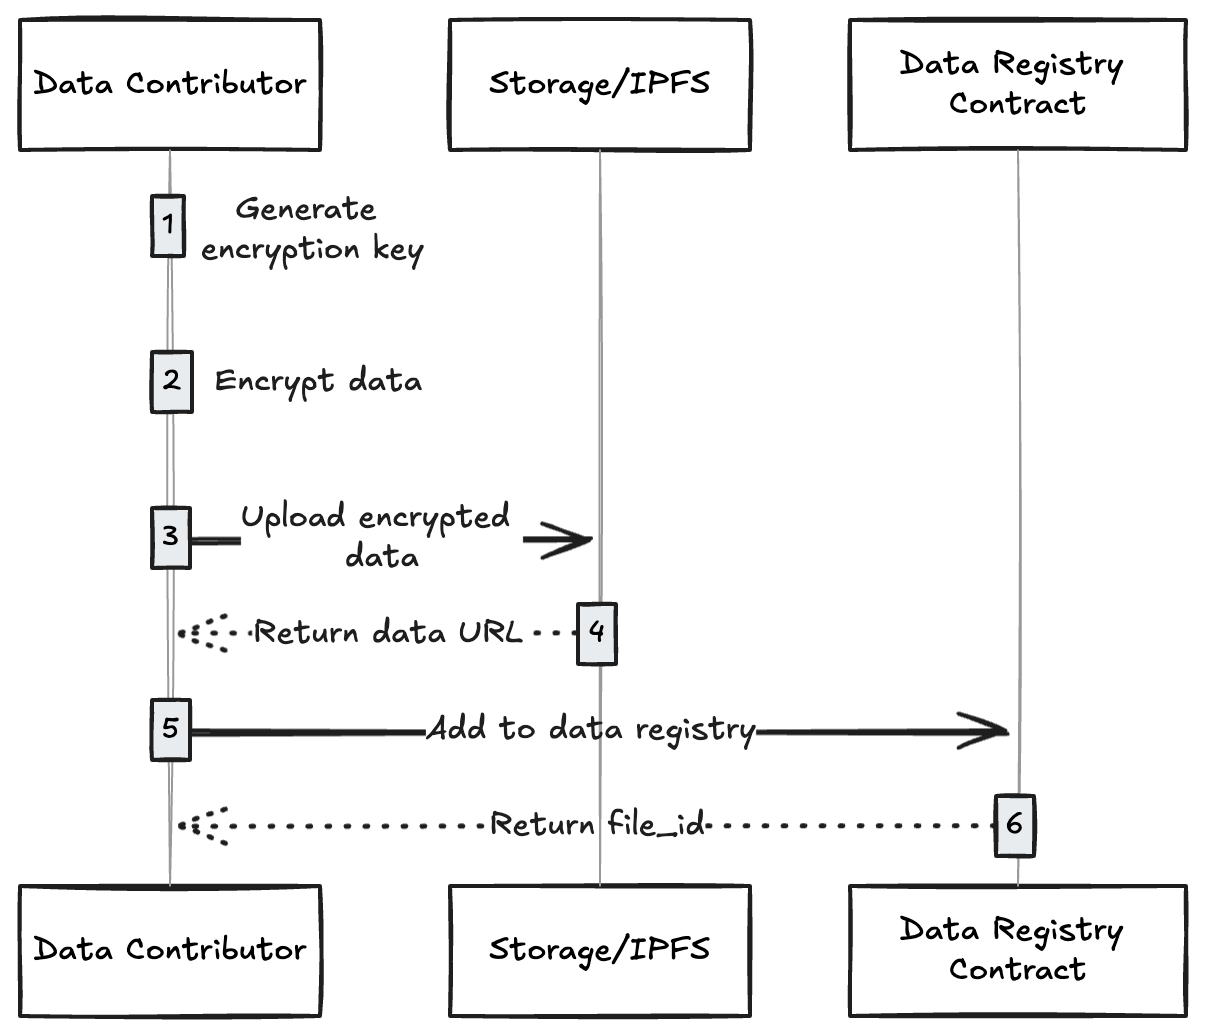 Data Contributor
Storage/IPFS
Data Registry
Contract
1
Generate
encryption key
2
Encrypt data
3
Upload encrypted
data
Return data URL
4
5
Add to data registry
Return file_id
6
Data Contributor
Storage/IPFS
Data Registry
Contract